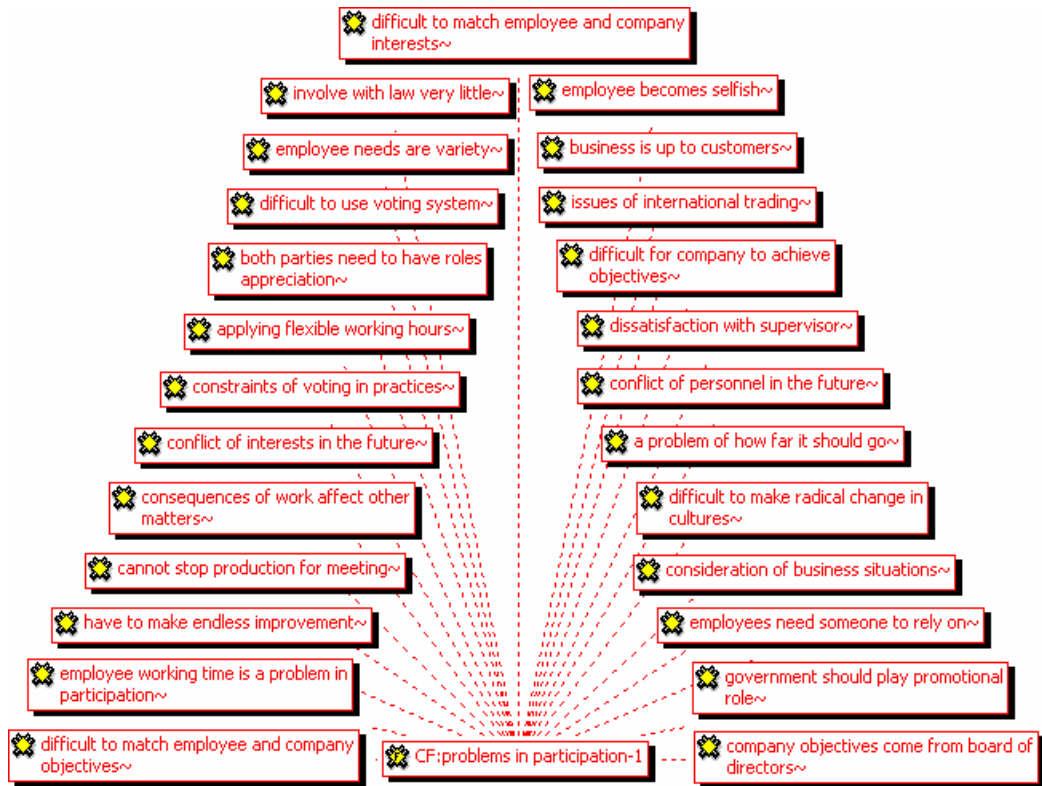 difficult to match employee and company
interests~
involve with law very little~
employee becomes selfish~
employee needs are variety~
business is up to customers~
difficult to use voting system~
issues of international trading~
both parties need to have roles
appreciation~
difficult for company to achieve
objectives~
applying flexible working hours~
dissatisfaction with supervisor~
constraints of voting in practices~
conflict of personnel in the future~
conflict of interests in the future~
a problem of how far it should go~
consequences of work affect other
matters~
difficult to make radical change in
cultures~
cannot stop production for meeting~
consideration of business situations~
have to make endless improvement~
employees need someone to rely on~
employee working time is a problem in
participation~
government should play promotional
role~
difficult to match employee and company
objectives~
CF:problems in participation-1
company objectives come from board of
directors~